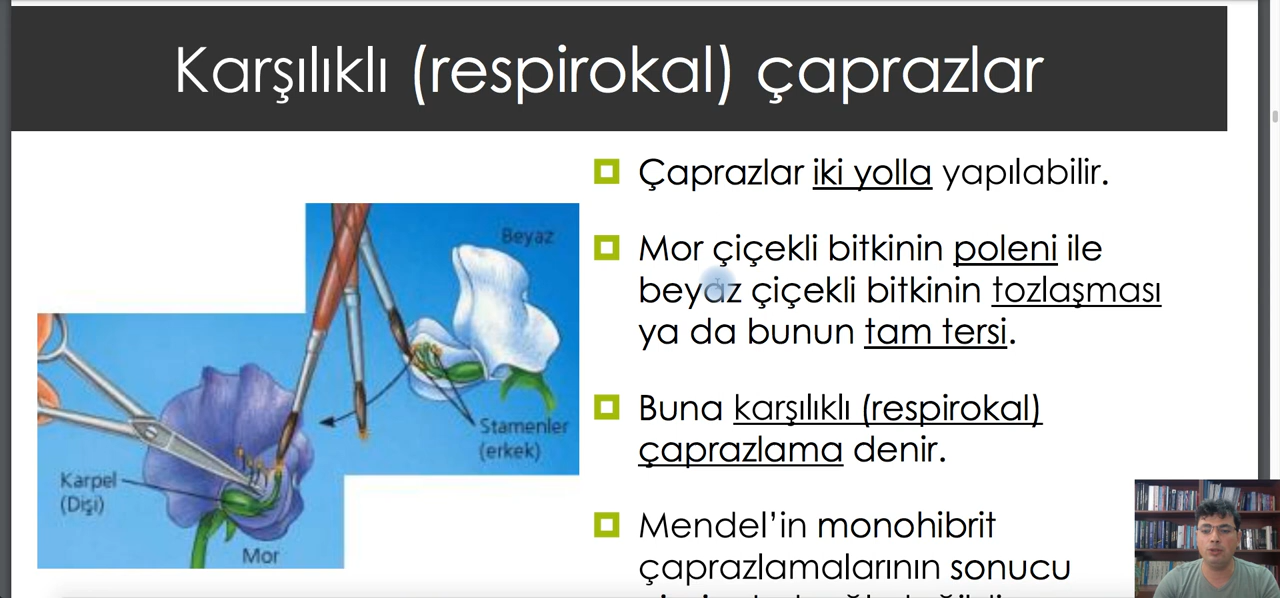 Karşılıklı (respirokal) çaprazlar
Çaprazlar iki yolla yapılabilir.
Mor çiçekli bitkinin poleni ile
beyaz çiçekli bitkinin tozlaşması
ya da bunun tam tersi.
Buna karşılıklı (respirokal)
çaprazlama denir.
Mendel’in monohibrit
çaprazlamalarının sonucu
Beyaz
Stamenler
(erkek)
Karpel
(Dişi)
Mor